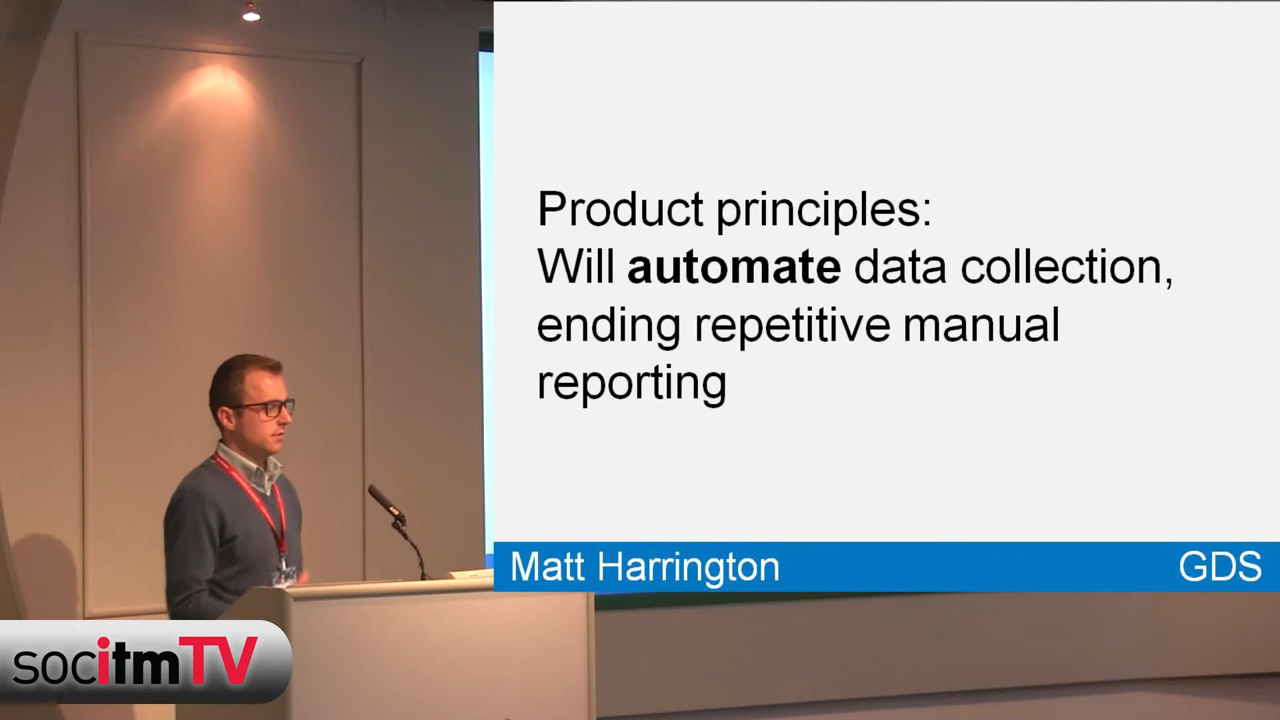 Product principles:
Will automate data collection,
ending repetitive manual
reporting
Matt Harrington GDS
socitmTV